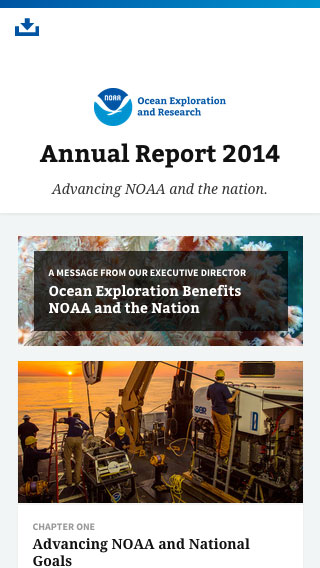 NOAA
Ocean Exploration
and Research
Annual Report 2014
Advancing NOAA and the nation.
A MESSAGE FROM OUR EXECUTIVE DIRECTOR
Ocean Exploration Benefits
NOAA and the Nation
CHAPTER ONE
Advancing NOAA and National
Goals